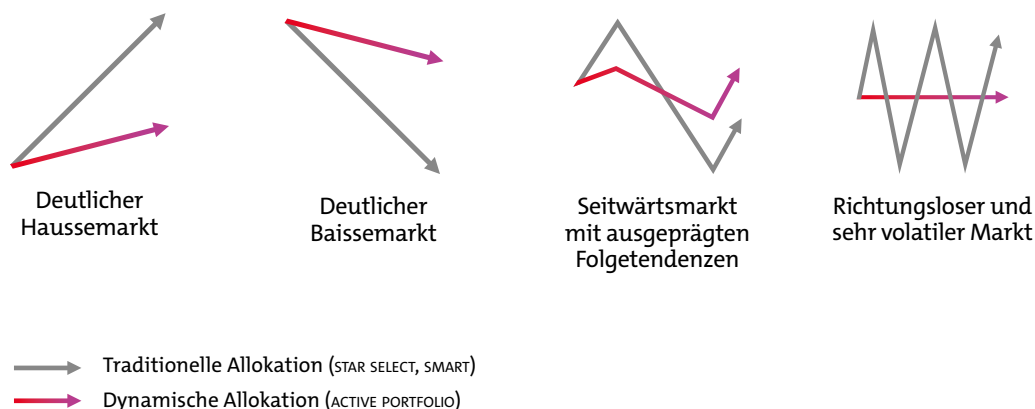 Deutlicher
Haussemarkt
Deutlicher
Baissemarkt
Seitwärtsmarkt
mit ausgeprägten
Folgetendenzen
Richtungsloser und
sehr volatiler Markt
Traditionelle Allokation (STAR SELECT, SMART)
Dynamische Allokation (ACTIVE PORTFOLIO)